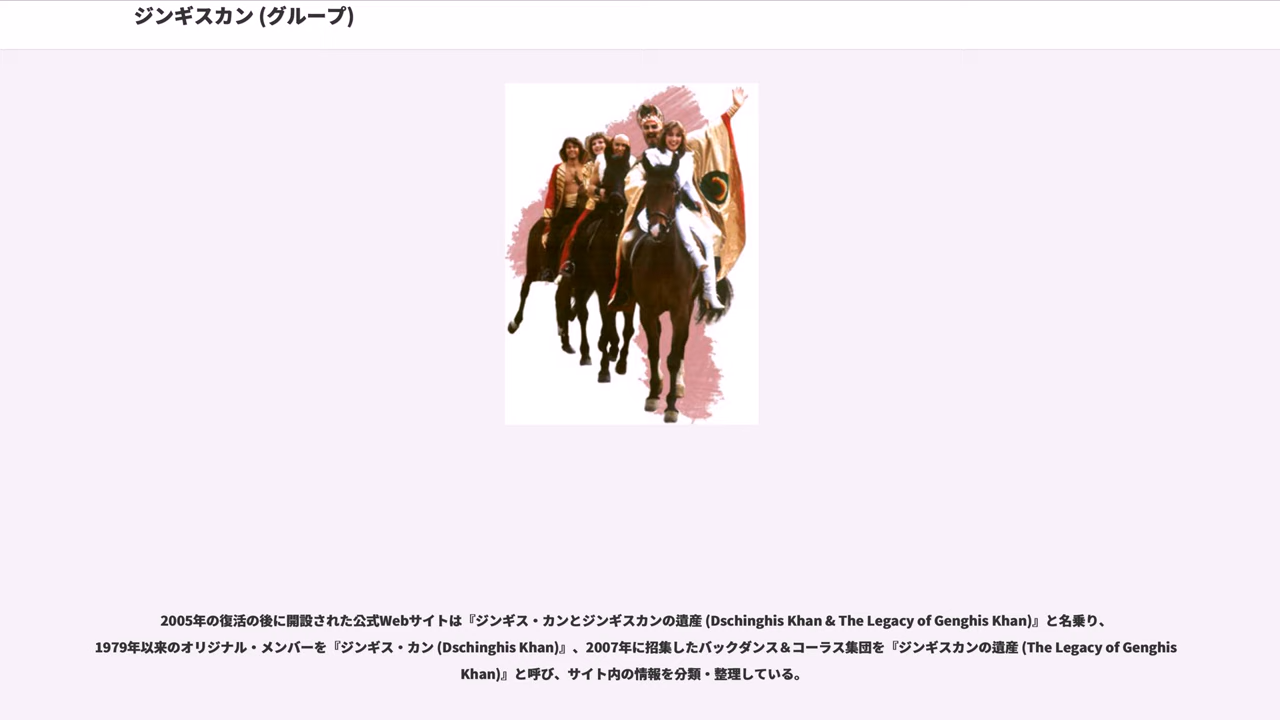 ジンギスカン (グループ)
2005年の復活の後に開設された公式Webサイトは『ジンギス・カンとジンギスカンの遺産 (Dschinghis Khan & The Legacy of Genghis Khan)』と名乗り、
1979年以来のオリジナル・メンバーを『ジンギス・カン (Dschinghis Khan)』、2007年に招集したバックダンス＆コーラス集団を『ジンギスカンの遺産 (The Legacy of Genghis
Khan)』と呼び、サイト内の情報を分類・整理している。